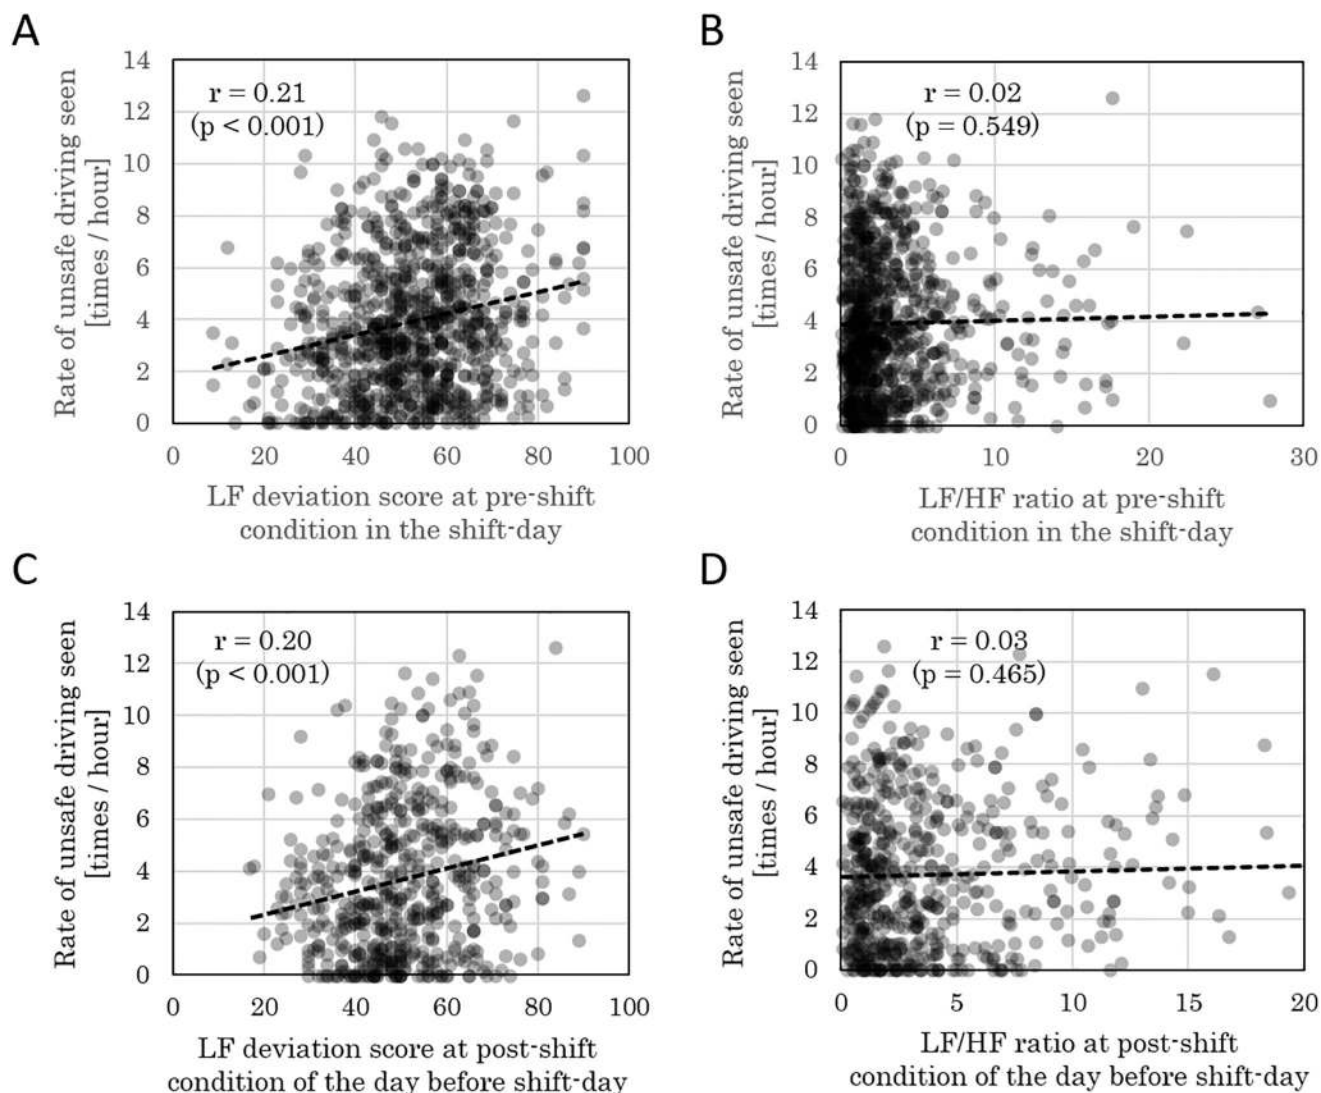 A
Rate of unsafe driving seen
[times / hour]
14
12
10
8
6
4
2
0
r = 0.21
(p < 0.001)
0 20 40 60 80 100
LF deviation score at pre-shift
condition in the shift-day
B
Rate of unsafe driving seen
[times / hour]
14
12
10
8
6
4
2
0
r = 0.02
(p = 0.549)
0 10 20 30
LF/HF ratio at pre-shift
condition in the shift-day
C
Rate of unsafe driving seen
[times / hour]
14
12
10
8
6
4
2
0
r = 0.20
(p < 0.001)
0 20 40 60 80 100
LF deviation score at post-shift
condition of the day before shift-day
D
Rate of unsafe driving seen
[times / hour]
14
12
10
8
6
4
2
0
r = 0.03
(p = 0.465)
0 5 10 15 20
LF/HF ratio at post-shift
condition of the day before shift-day